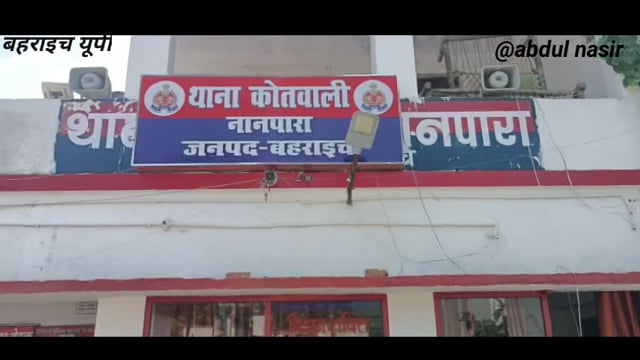 बहराइच यूपी
@abdul nasir
थाना कोतवाली
नानपारा
जनपद-बहराइच